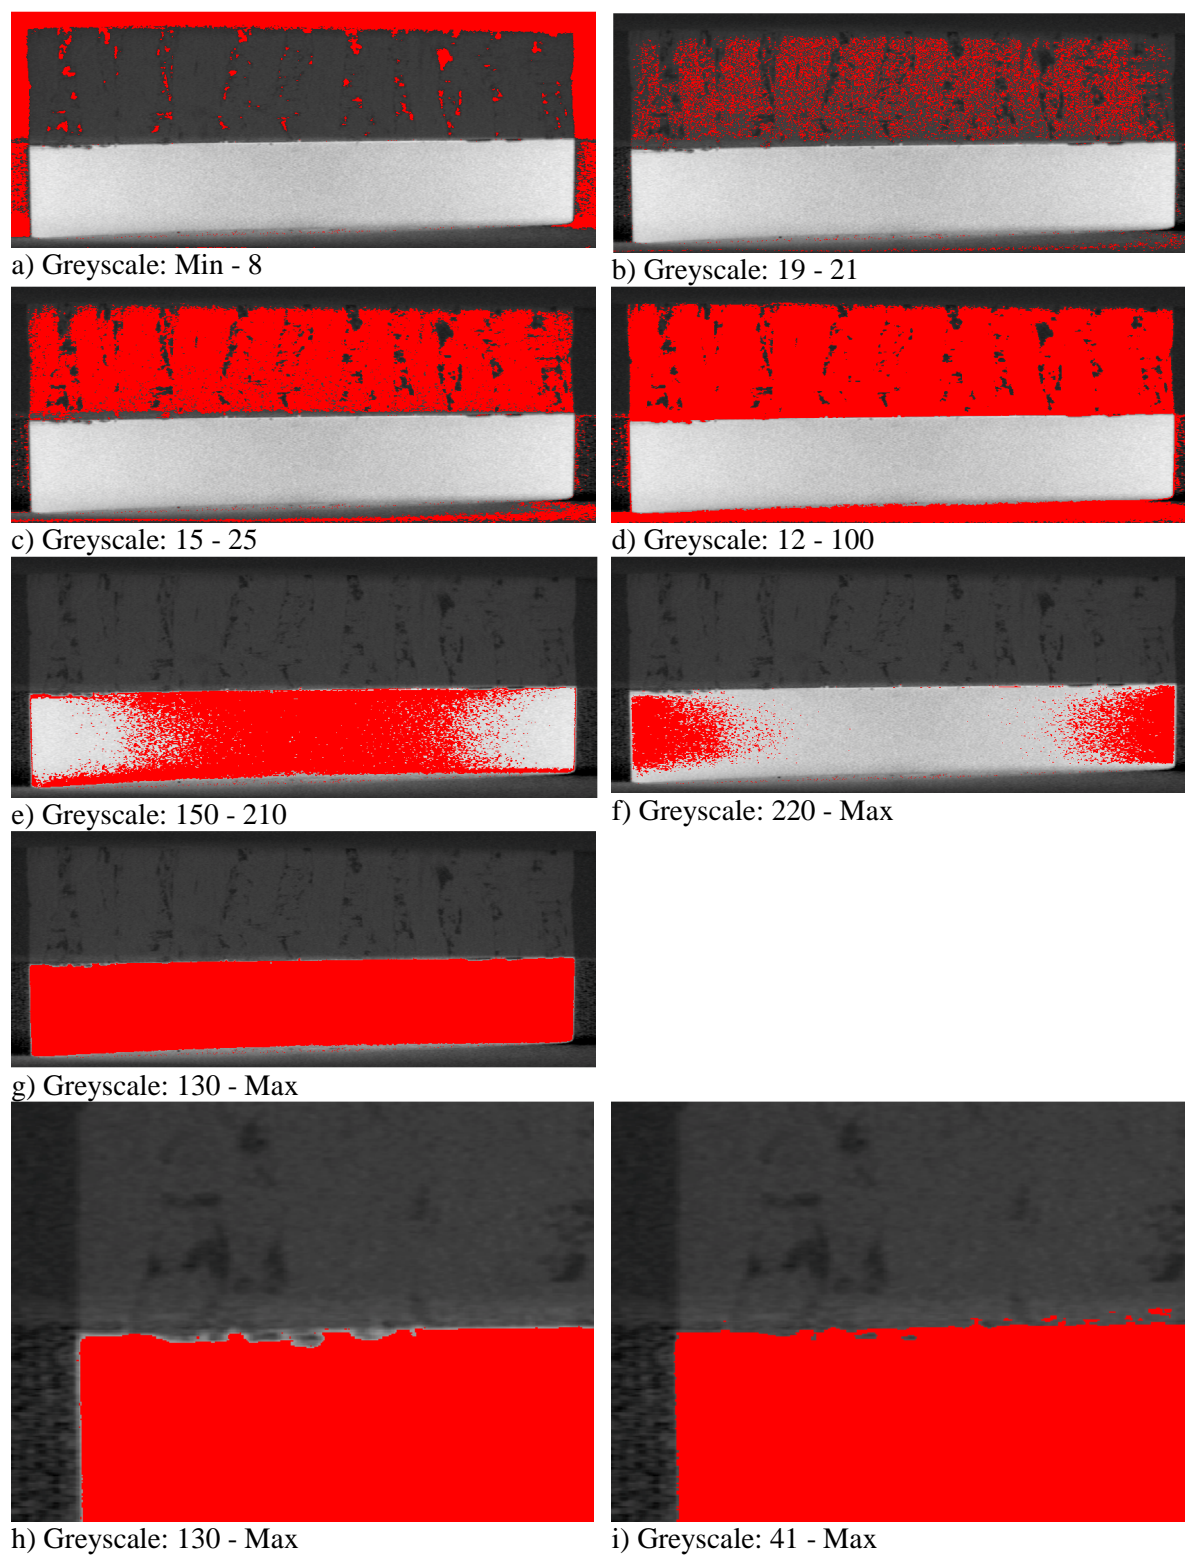 a) Greyscale: Min - 8
b) Greyscale: 19 - 21
c) Greyscale: 15 - 25
d) Greyscale: 12 - 100
e) Greyscale: 150 - 210
f) Greyscale: 220 - Max
g) Greyscale: 130 - Max
h) Greyscale: 130 - Max
i) Greyscale: 41 - Max